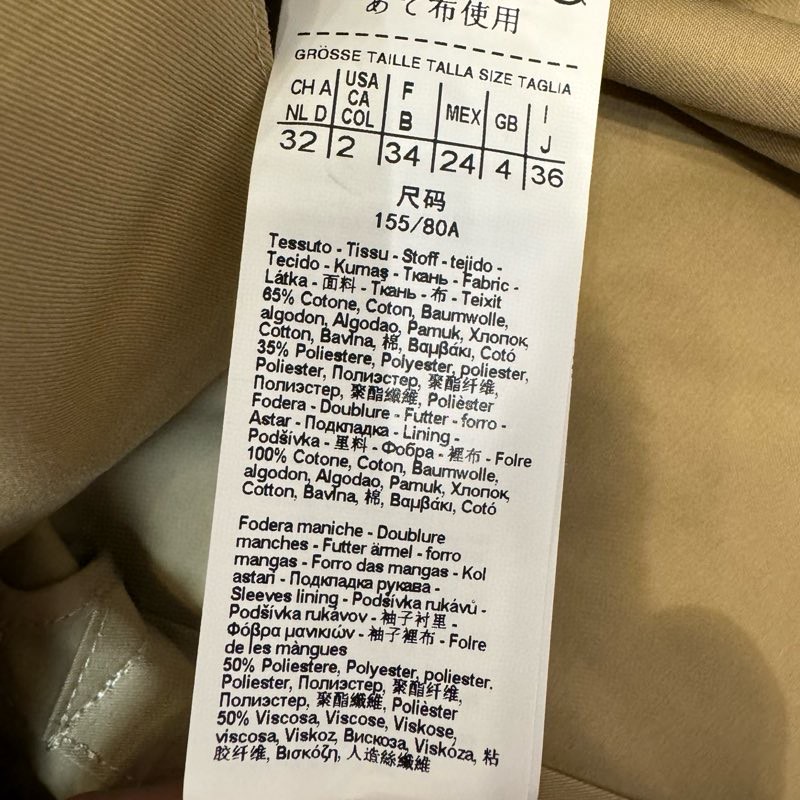 あて布使用
GRÖSSE TAILLE TALLA SIZE TAGLIA
CH A NL D USA CA COL F B MEX GB I J
32 2 34 24 4 36
尺码
155/80A
Tessuto - Tissu - Stoff - tejido -
Tecido - Kumaş - Ткань - Fabric -
Látka - 面料 - Ткань - 布 - Teixit
65% Cotone, Coton, Baumwolle,
algodon, Algodao, Pamuk, Хлопок,
Cotton, Bavlna, 棉, Βαμβάκι, Cotó
35% Poliestere, Polyester, poliester,
Poliester, Полиэстер, 聚酯纤维,
Полиэстер, 聚酯纖維, Polièster
Fodera - Doublure - Futter - forro -
Astar - Подкладка - Lining -
Podšívka - 里料 - Φοδρα - 裡布 - Folre
100% Cotone, Coton, Baumwolle,
algodon, Algodao, Pamuk, Хлопок,
Cotton, Bavlna, 棉, Βαμβάκι, Cotó
Fodera maniche - Doublure
manches - Futter ärmel - forro
mangas - Forro das mangas - Kol
astarı - Подкладка рукава -
Sleeves lining - Podšívka rukávů -
Podšívka rukávov - 袖子衬里 -
Φόβρα μανικιών - 袖子裡布 - Folre
de les màngues
50% Poliestere, Polyester, poliester.
Poliester, Полиэстер, 聚酯纤维,
Полиэстер, 聚酯纖維, Polièster
50% Viscosa, Viscose, Viskose,
viscosa, Viskoz, Вискоза, Viskóza, 粘
胶纤维, Βισκόζη, 人造絲纖維